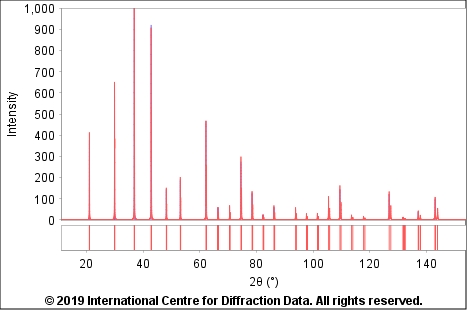 1,000
900
800
700
600
500
400
300
200
100
0
Intensity
20 40 60 80 100 120 140
2θ (°)
© 2019 International Centre for Diffraction Data. All rights reserved.